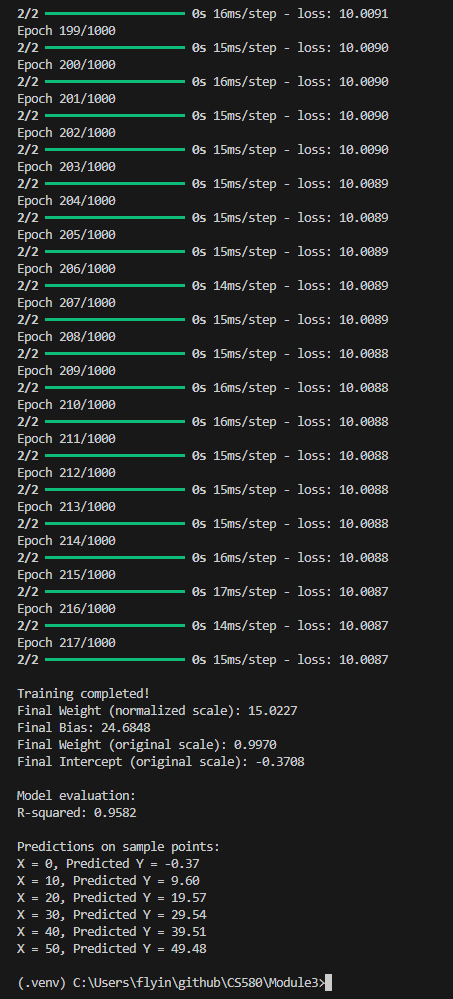 2/2 ━━━━━━━━━━━━━━━━━━━━ 0s 16ms/step - loss: 10.0091
Epoch 199/1000
2/2 ━━━━━━━━━━━━━━━━━━━━ 0s 15ms/step - loss: 10.0090
Epoch 200/1000
2/2 ━━━━━━━━━━━━━━━━━━━━ 0s 16ms/step - loss: 10.0090
Epoch 201/1000
2/2 ━━━━━━━━━━━━━━━━━━━━ 0s 15ms/step - loss: 10.0090
Epoch 202/1000
2/2 ━━━━━━━━━━━━━━━━━━━━ 0s 15ms/step - loss: 10.0090
Epoch 203/1000
2/2 ━━━━━━━━━━━━━━━━━━━━ 0s 15ms/step - loss: 10.0089
Epoch 204/1000
2/2 ━━━━━━━━━━━━━━━━━━━━ 0s 15ms/step - loss: 10.0089
Epoch 205/1000
2/2 ━━━━━━━━━━━━━━━━━━━━ 0s 15ms/step - loss: 10.0089
Epoch 206/1000
2/2 ━━━━━━━━━━━━━━━━━━━━ 0s 14ms/step - loss: 10.0089
Epoch 207/1000
2/2 ━━━━━━━━━━━━━━━━━━━━ 0s 15ms/step - loss: 10.0089
Epoch 208/1000
2/2 ━━━━━━━━━━━━━━━━━━━━ 0s 15ms/step - loss: 10.0088
Epoch 209/1000
2/2 ━━━━━━━━━━━━━━━━━━━━ 0s 16ms/step - loss: 10.0088
Epoch 210/1000
2/2 ━━━━━━━━━━━━━━━━━━━━ 0s 16ms/step - loss: 10.0088
Epoch 211/1000
2/2 ━━━━━━━━━━━━━━━━━━━━ 0s 15ms/step - loss: 10.0088
Epoch 212/1000
2/2 ━━━━━━━━━━━━━━━━━━━━ 0s 15ms/step - loss: 10.0088
Epoch 213/1000
2/2 ━━━━━━━━━━━━━━━━━━━━ 0s 15ms/step - loss: 10.0088
Epoch 214/1000
2/2 ━━━━━━━━━━━━━━━━━━━━ 0s 16ms/step - loss: 10.0088
Epoch 215/1000
2/2 ━━━━━━━━━━━━━━━━━━━━ 0s 17ms/step - loss: 10.0087
Epoch 216/1000
2/2 ━━━━━━━━━━━━━━━━━━━━ 0s 14ms/step - loss: 10.0087
Epoch 217/1000
2/2 ━━━━━━━━━━━━━━━━━━━━ 0s 15ms/step - loss: 10.0087

Training completed!
Final Weight (normalized scale): 15.0227
Final Bias: 24.6848
Final Weight (original scale): 0.9970
Final Intercept (original scale): -0.3708

Model evaluation:
R-squared: 0.9582

Predictions on sample points:
X = 0, Predicted Y = -0.37
X = 10, Predicted Y = 9.60
X = 20, Predicted Y = 19.57
X = 30, Predicted Y = 29.54
X = 40, Predicted Y = 39.51
X = 50, Predicted Y = 49.48

(.venv) C:\Users\flyin\github\CS580\Module3>